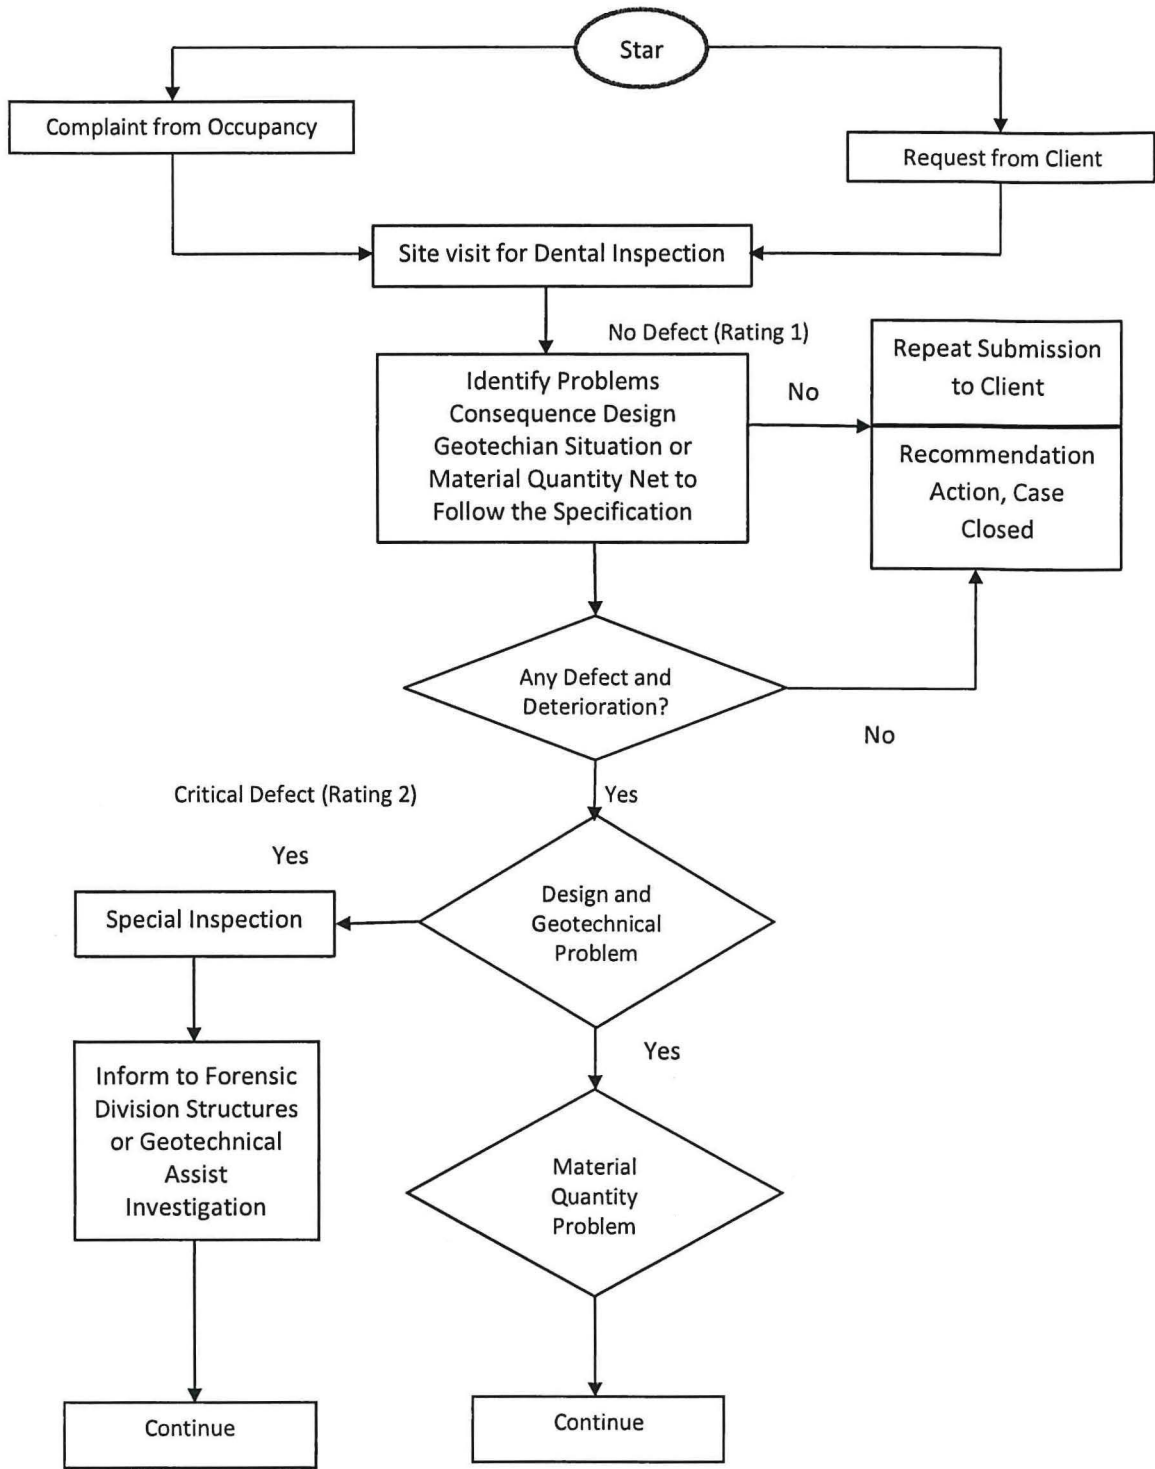 Star
Complaint from Occupancy
Request from Client
Site visit for Dental Inspection
No Defect (Rating 1)
Identify Problems
Consequence Design
Geotechian Situation or
Material Quantity Net to
Follow the Specification
No
Repeat Submission
to Client
Recommendation
Action, Case
Closed
Any Defect and
Deterioration?
No
Critical Defect (Rating 2)
Yes
Yes
Special Inspection
Design and
Geotechnical
Problem
Yes
Inform to Forensic
Division Structures
or Geotechnical
Assist
Investigation
Material
Quantity
Problem
Continue
Continue